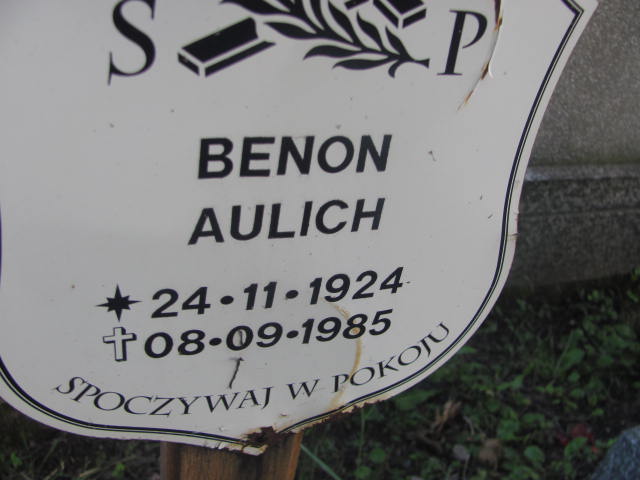 S P
BENON
AULICH
24•11•1924
08•09•1985
SPOCZYWAJ W POKOJU